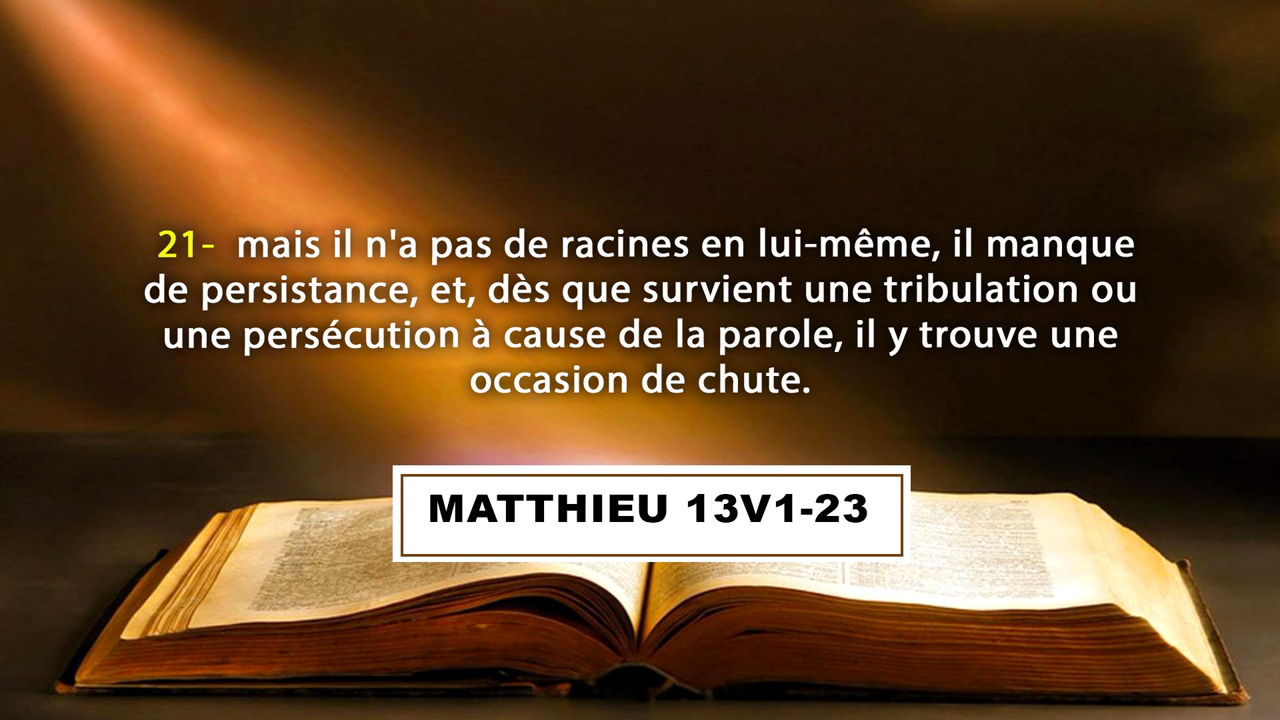 21- mais il n'a pas de racines en lui-même, il manque
de persistance, et, dès que survient une tribulation ou
une persécution à cause de la parole, il y trouve une
occasion de chute.
MATTHIEU 13V1-23